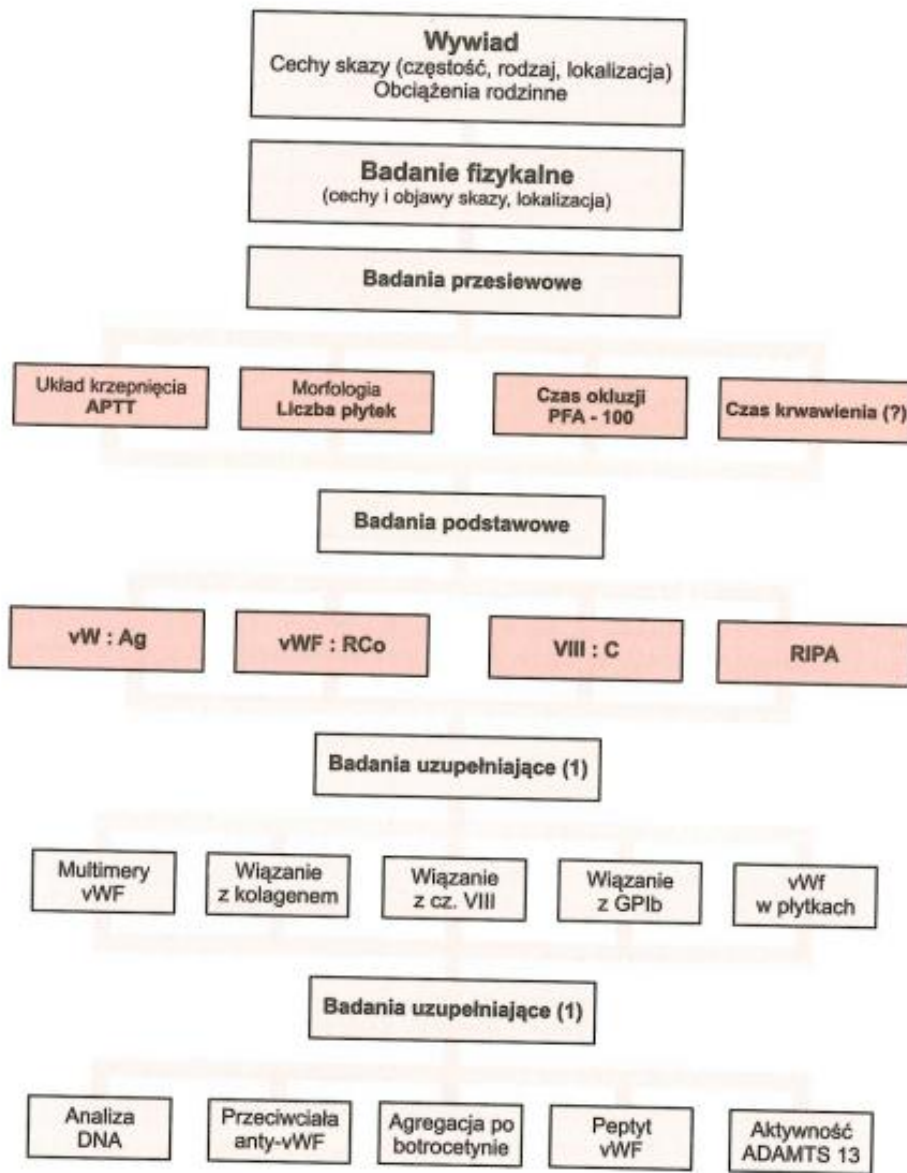 Wywiad
Cechy skazy (częstość, rodzaj, lokalizacja)
Obciążenia rodzinne
Badanie fizykalne
(cechy i objawy skazy, lokalizacja)
Badania przesiewowe
Układ krzepnięcia
APTT
Morfologia
Liczba płytek
Czas okluzji
PFA - 100
Czas krwawienia (?)
Badania podstawowe
vW : Ag
vWF : RCo
VIII : C
RIPA
Badania uzupełniające (1)
Multimery
vWF
Wiązanie
z kolagenem
Wiązanie
z cz. VIII
Wiązanie
z GPIb
vWf
w płytkach
Badania uzupełniające (1)
Analiza
DNA
Przeciwciała
anty-vWF
Agregacja po
botrocetynie
Peptyt
vWF
Aktywność
ADAMTS 13